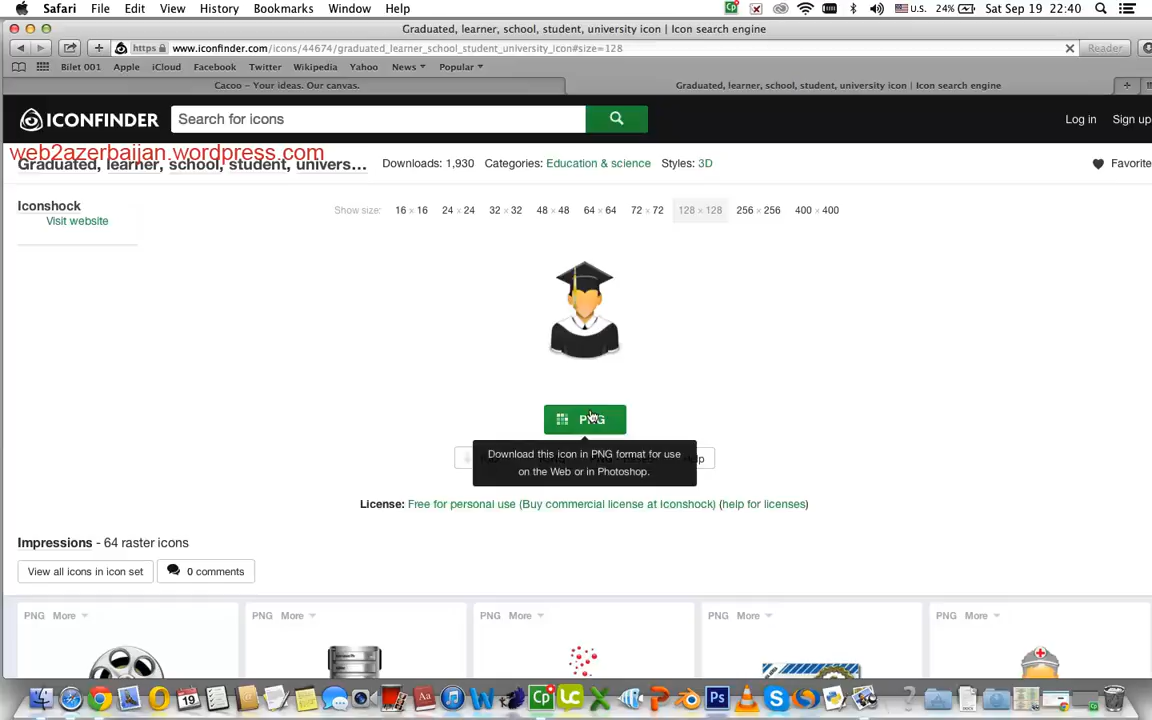 Safari File Edit View History Bookmarks Window Help U.S. 24% Sat Sep 19 22:40
Graduated, learner, school, student, university icon | Icon search engine
https www.iconfinder.com/icons/44674/graduated_learner_school_student_university_icon#size=128 Reader
Bilet 001 Apple iCloud Facebook Twitter Wikipedia Yahoo News Popular
Cacoo - Your ideas. Our canvas. Graduated, learner, school, student, university icon | Icon search engine
ICONFINDER Search for icons Log in Sign up
web2azerbaijan.wordpress.com
Graduated, learner, school, student, univers... Downloads: 1,930 Categories: Education & science Styles: 3D Favorite
Iconshock
Visit website
Show size: 16 × 16 24 × 24 32 × 32 48 × 48 64 × 64 72 × 72 128 × 128 256 × 256 400 × 400
PNG
Download this icon in PNG format for use
on the Web or in Photoshop.
License: Free for personal use (Buy commercial license at Iconshock) (help for licenses)
Impressions - 64 raster icons
View all icons in icon set 0 comments
PNG More PNG More PNG More PNG More PNG More